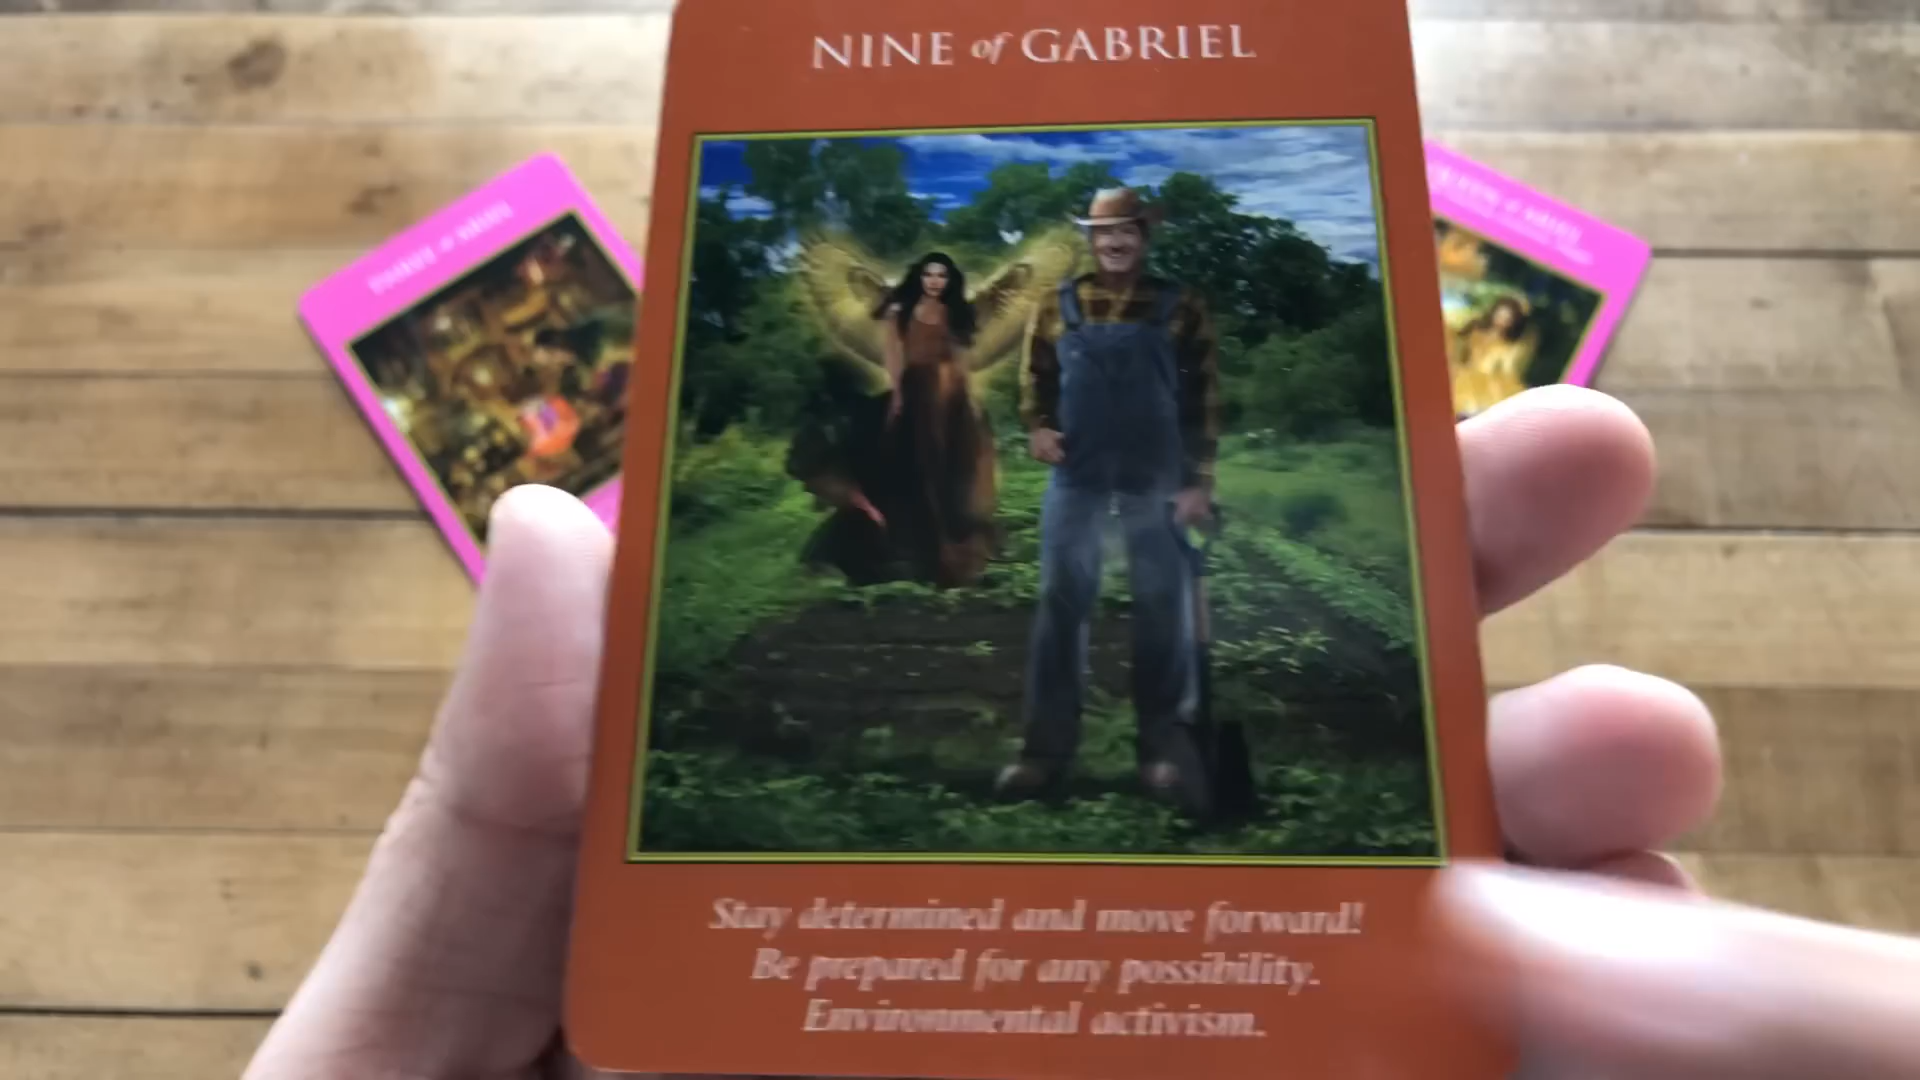 NINE of GABRIEL
Stay determined and move forward!
Be prepared for any possibility.
Environmental activism.